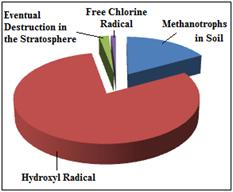 Eventual
Destruction in
the Stratosphere
Free Chlorine
Radical
Methanotrophs
in Soil
Hydroxyl Radical